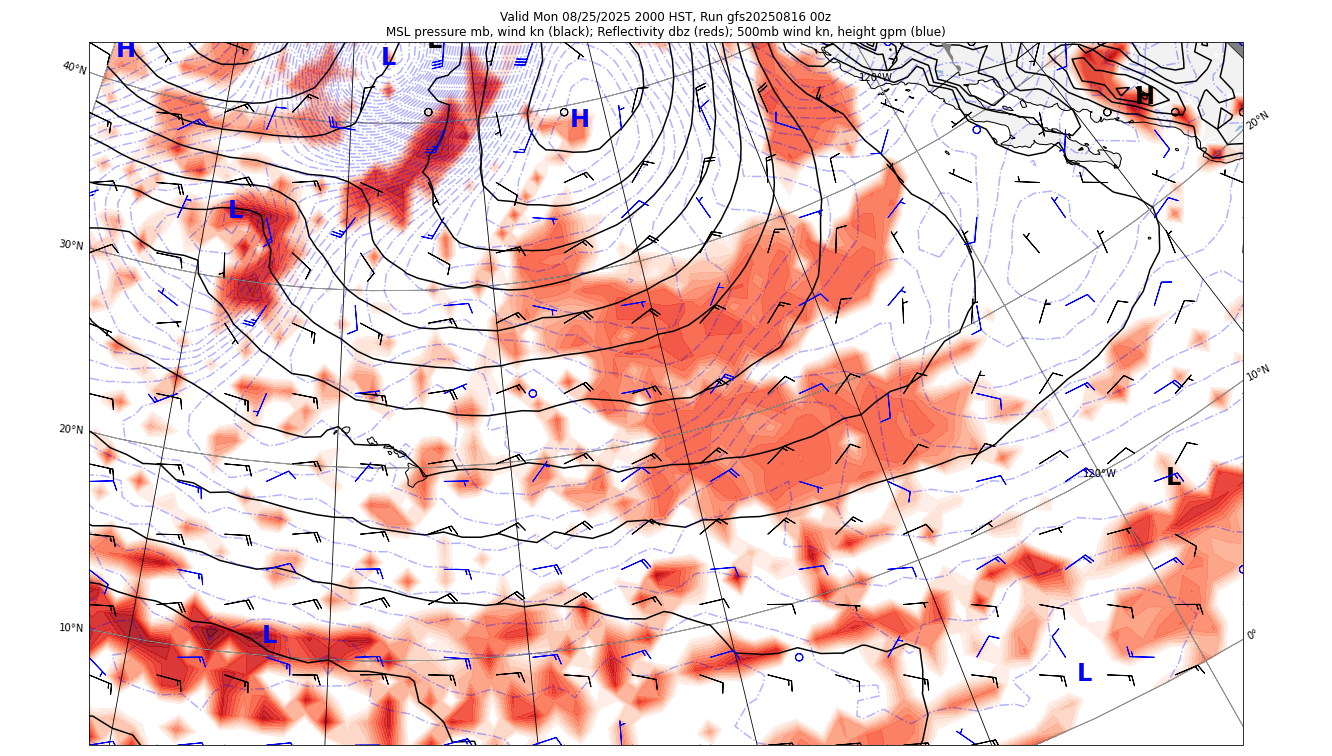 Valid Mon 08/25/2025 2000 HST, Run gfs20250816 00z
MSL pressure mb, wind kn (black); Reflectivity dbz (reds); 500mb wind kn, height gpm (blue)
H
L
L
H
40°N
120°W
H
20°N
L
30°N
10°N
20°N
120°W
L
10°N
L
0°
L